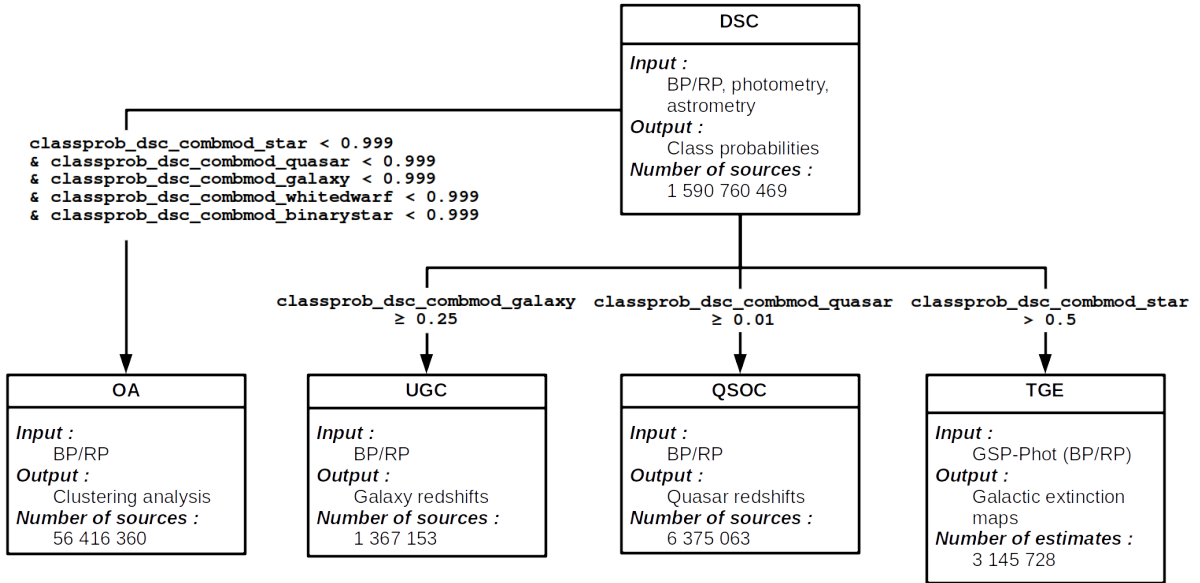 DSC
Input :
BP/RP, photometry,
astrometry
Output :
Class probabilities
Number of sources :
1 590 760 469
classprob_dsc_combmod_star < 0.999
& classprob_dsc_combmod_quasar < 0.999
& classprob_dsc_combmod_galaxy < 0.999
& classprob_dsc_combmod_whitedwarf < 0.999
& classprob_dsc_combmod_binarystar < 0.999
classprob_dsc_combmod_galaxy
≥ 0.25
classprob_dsc_combmod_quasar
≥ 0.01
classprob_dsc_combmod_star
> 0.5
OA
Input :
BP/RP
Output :
Clustering analysis
Number of sources :
56 416 360
UGC
Input :
BP/RP
Output :
Galaxy redshifts
Number of sources :
1 367 153
QSOC
Input :
BP/RP
Output :
Quasar redshifts
Number of sources :
6 375 063
TGE
Input :
GSP-Phot (BP/RP)
Output :
Galactic extinction
maps
Number of estimates :
3 145 728